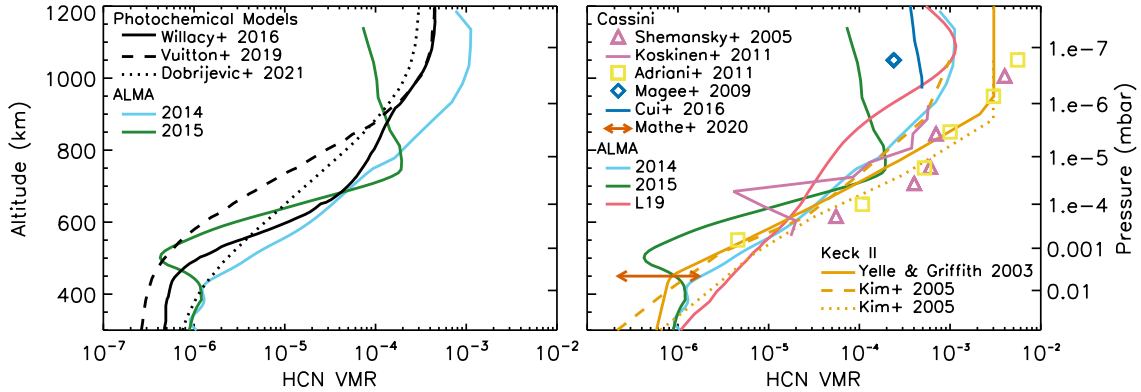 Photochemical Models
Willacy+ 2016
Vuitton+ 2019
Dobrijevic+ 2021
ALMA
2014
2015
1200
1000
800
600
400
Altitude (km)
10⁻⁷
10⁻⁶
10⁻⁵
10⁻⁴
10⁻³
10⁻²
HCN VMR
Cassini
Shemansky+ 2005
Koskinen+ 2011
Adriani+ 2011
Magee+ 2009
Cui+ 2016
Mathe+ 2020
ALMA
2014
2015
L19
Keck II
Yelle & Griffith 2003
Kim+ 2005
Kim+ 2005
1.e-7
1.e-6
1.e-5
1.e-4
0.001
0.01
Pressure (mbar)
10⁻⁶
10⁻⁵
10⁻⁴
10⁻³
10⁻²
HCN VMR